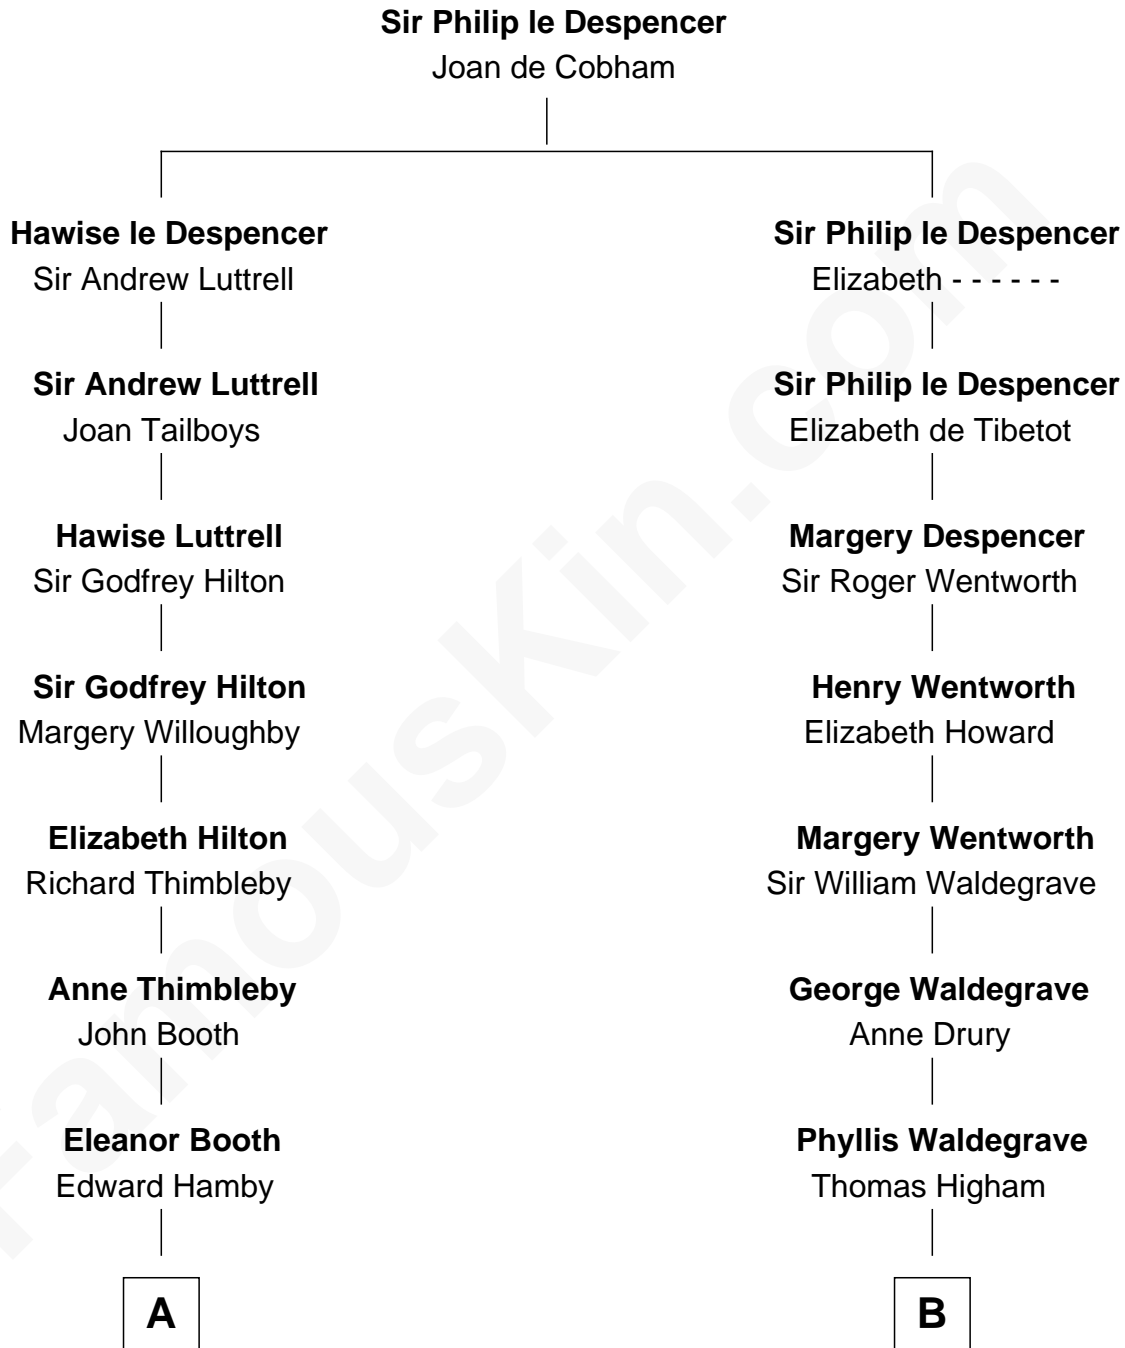 Sir Philip le Despencer
Joan de Cobham
Hawise le Despencer
Sir Andrew Luttrell
Sir Philip le Despencer
Elizabeth - - - - - -
Sir Andrew Luttrell
Joan Tailboys
Sir Philip le Despencer
Elizabeth de Tibetot
Hawise Luttrell
Sir Godfrey Hilton
Margery Despencer
Sir Roger Wentworth
Sir Godfrey Hilton
Margery Willoughby
Henry Wentworth
Elizabeth Howard
Elizabeth Hilton
Richard Thimbleby
Margery Wentworth
Sir William Waldegrave
Anne Thimbleby
John Booth
George Waldegrave
Anne Drury
Eleanor Booth
Edward Hamby
Phyllis Waldegrave
Thomas Higham
A
B
FamousKin.com